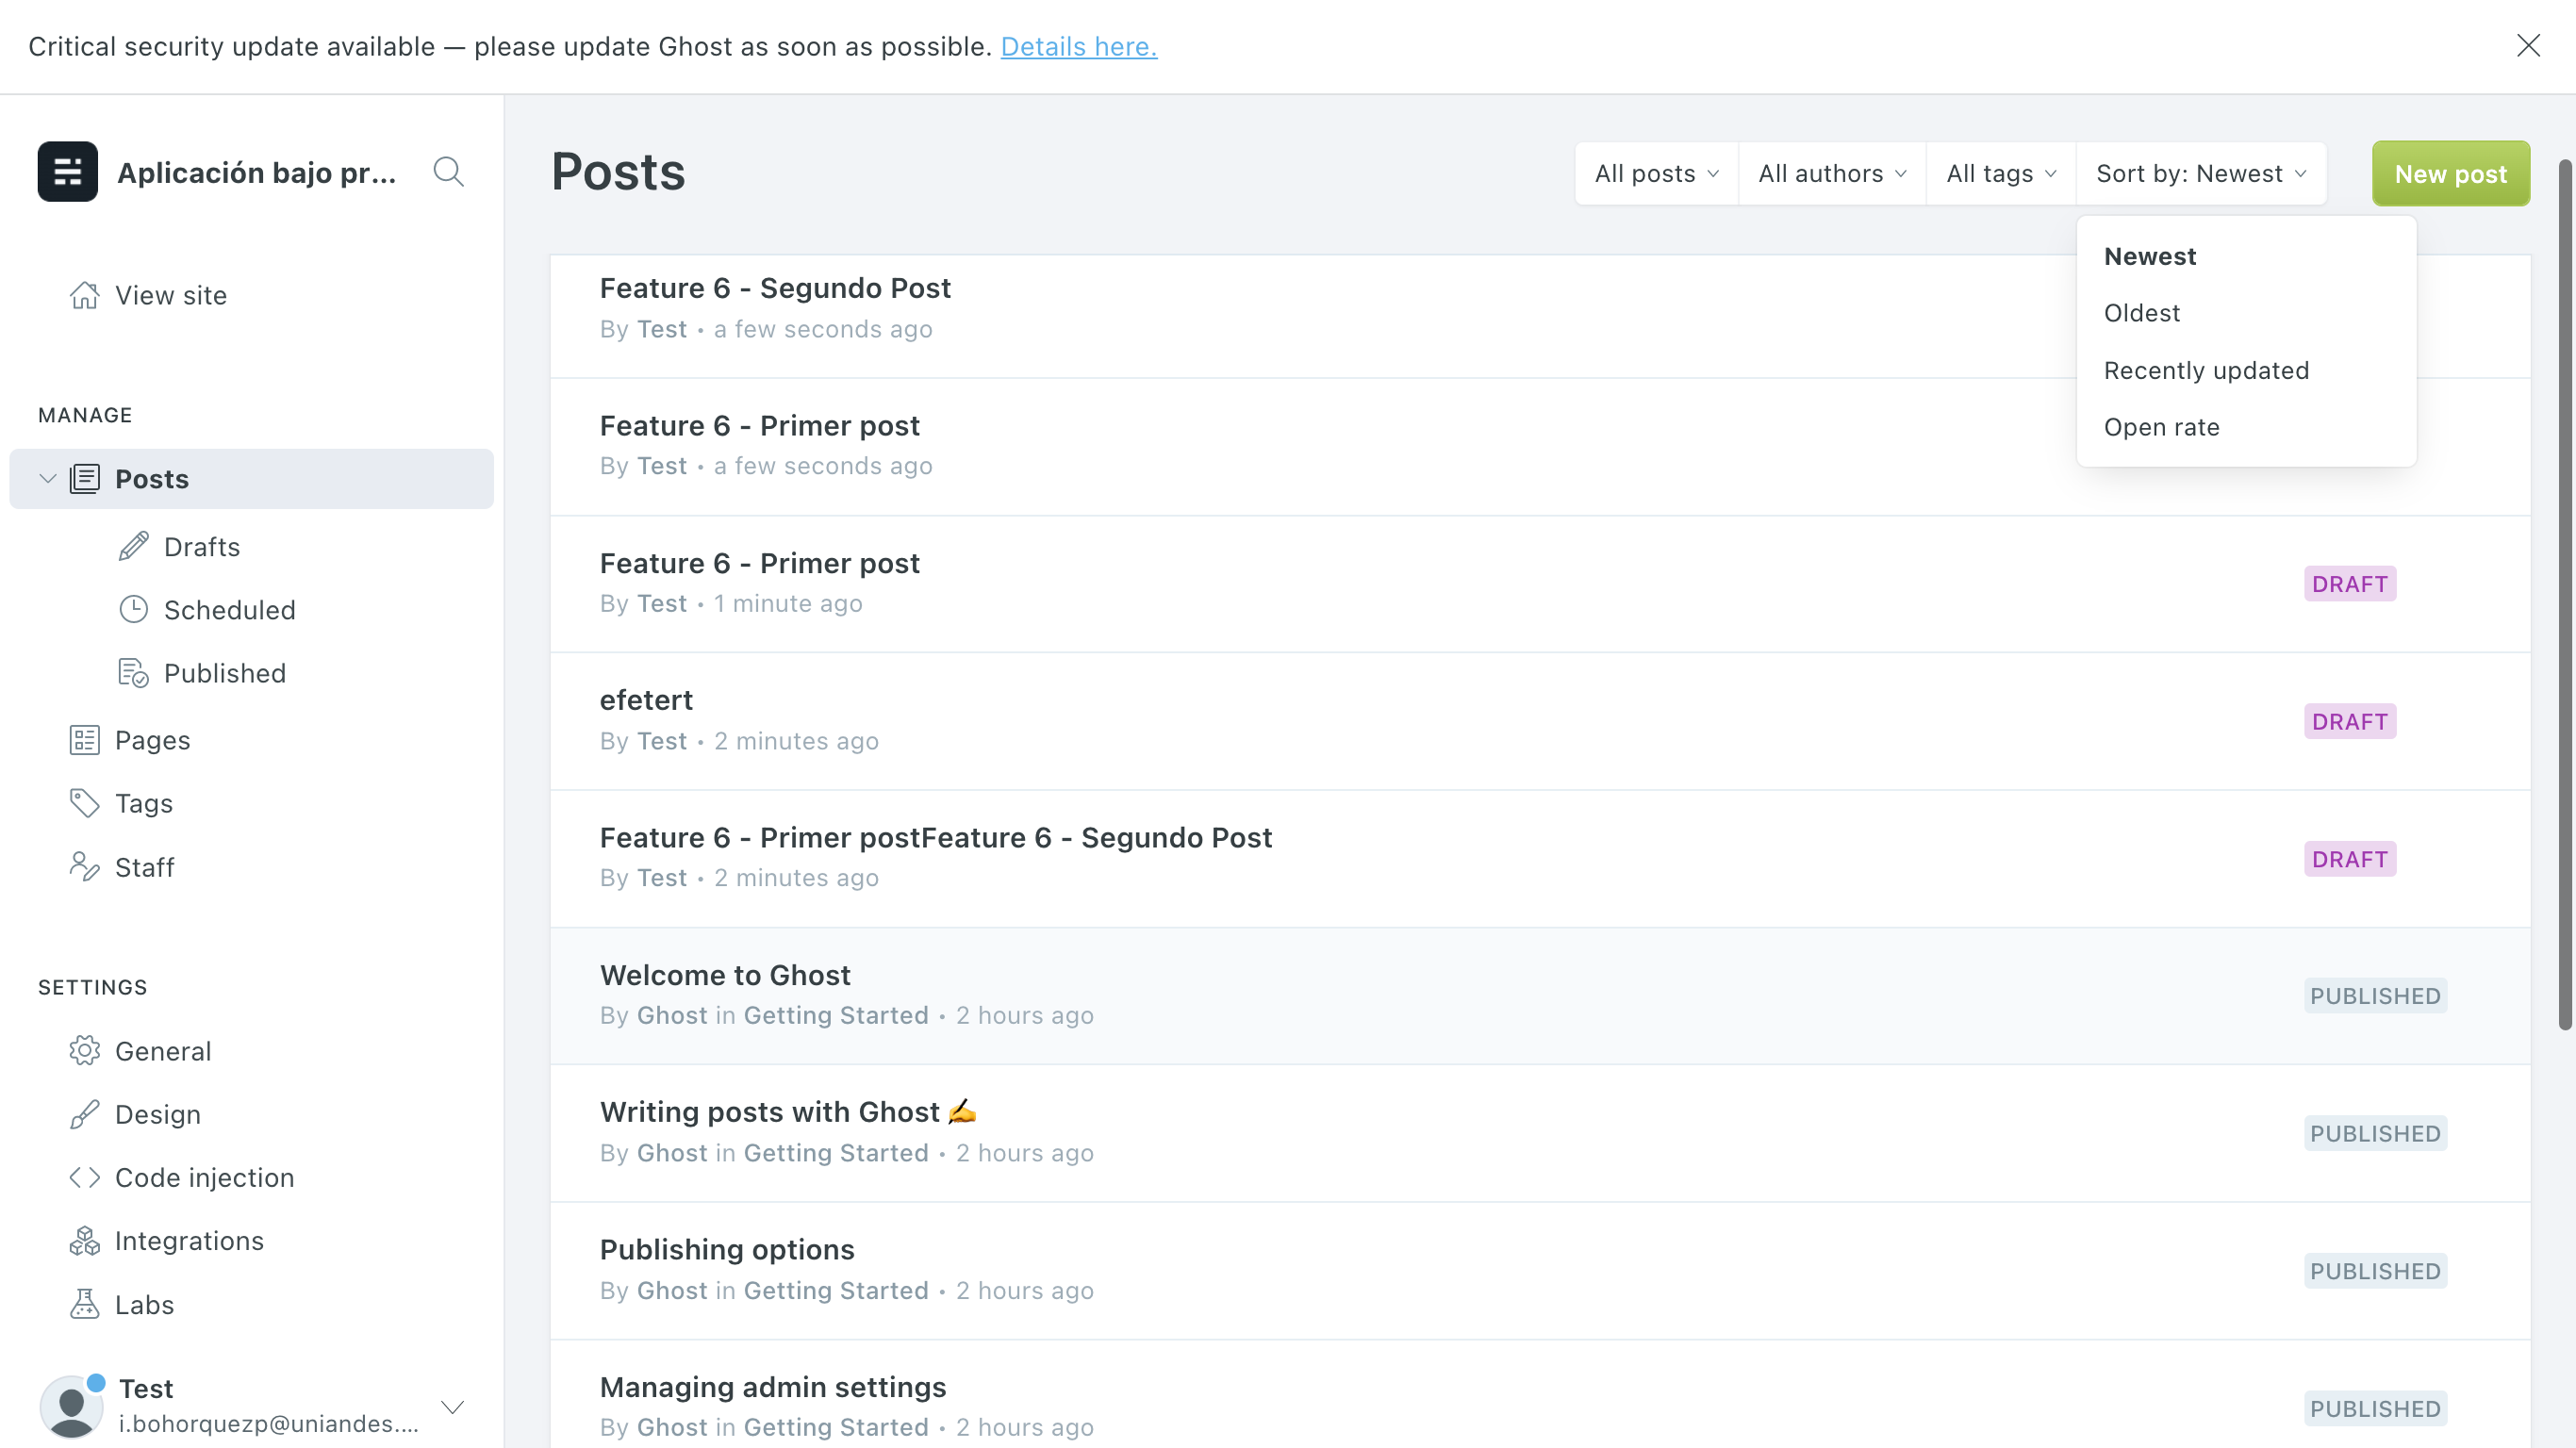 Critical security update available — please update Ghost as soon as possible. Details here.
Aplicación bajo pr...
View site
MANAGE
Posts
Drafts
Scheduled
Published
Pages
Tags
Staff
SETTINGS
General
Design
Code injection
Integrations
Labs
Test
i.bohorquezp@uniandes....
Posts
All posts
All authors
All tags
Sort by: Newest
New post
Newest
Oldest
Recently updated
Open rate
Feature 6 - Segundo Post
By Test • a few seconds ago
Feature 6 - Primer post
By Test • a few seconds ago
Feature 6 - Primer post
By Test • 1 minute ago
DRAFT
efetert
By Test • 2 minutes ago
DRAFT
Feature 6 - Primer postFeature 6 - Segundo Post
By Test • 2 minutes ago
DRAFT
Welcome to Ghost
By Ghost in Getting Started • 2 hours ago
PUBLISHED
Writing posts with Ghost ✍️
By Ghost in Getting Started • 2 hours ago
PUBLISHED
Publishing options
By Ghost in Getting Started • 2 hours ago
PUBLISHED
Managing admin settings
By Ghost in Getting Started • 2 hours ago
PUBLISHED